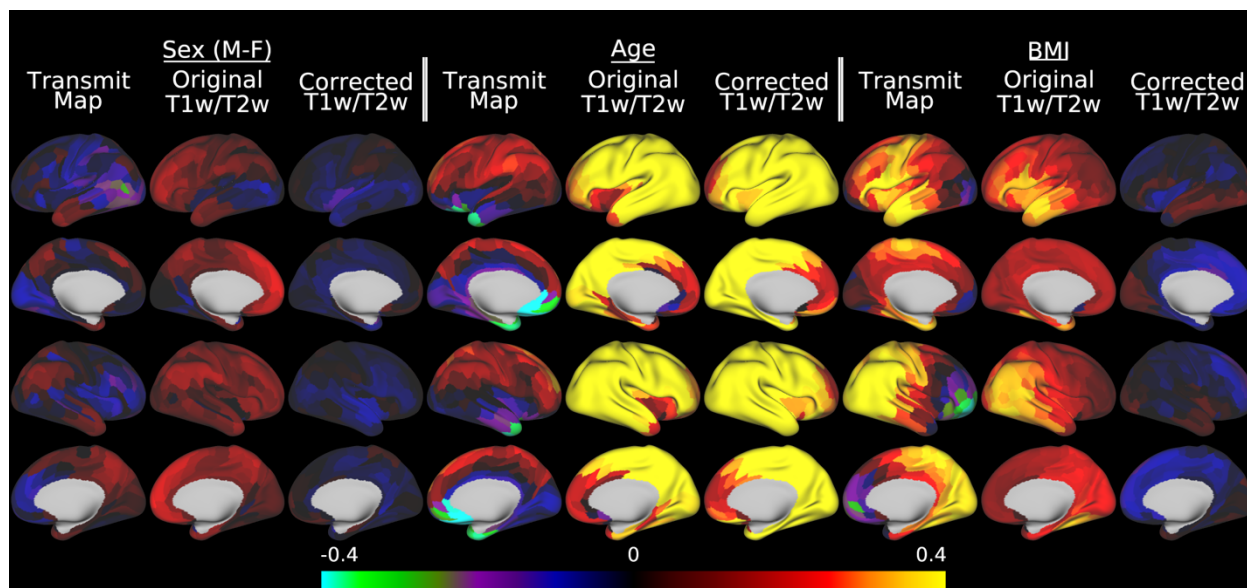 Sex (M-F)
Age
BMI
Transmit Map
Original T1w/T2w
Corrected T1w/T2w
Transmit Map
Original T1w/T2w
Corrected T1w/T2w
Transmit Map
Original T1w/T2w
Corrected T1w/T2w
-0.4
0
0.4